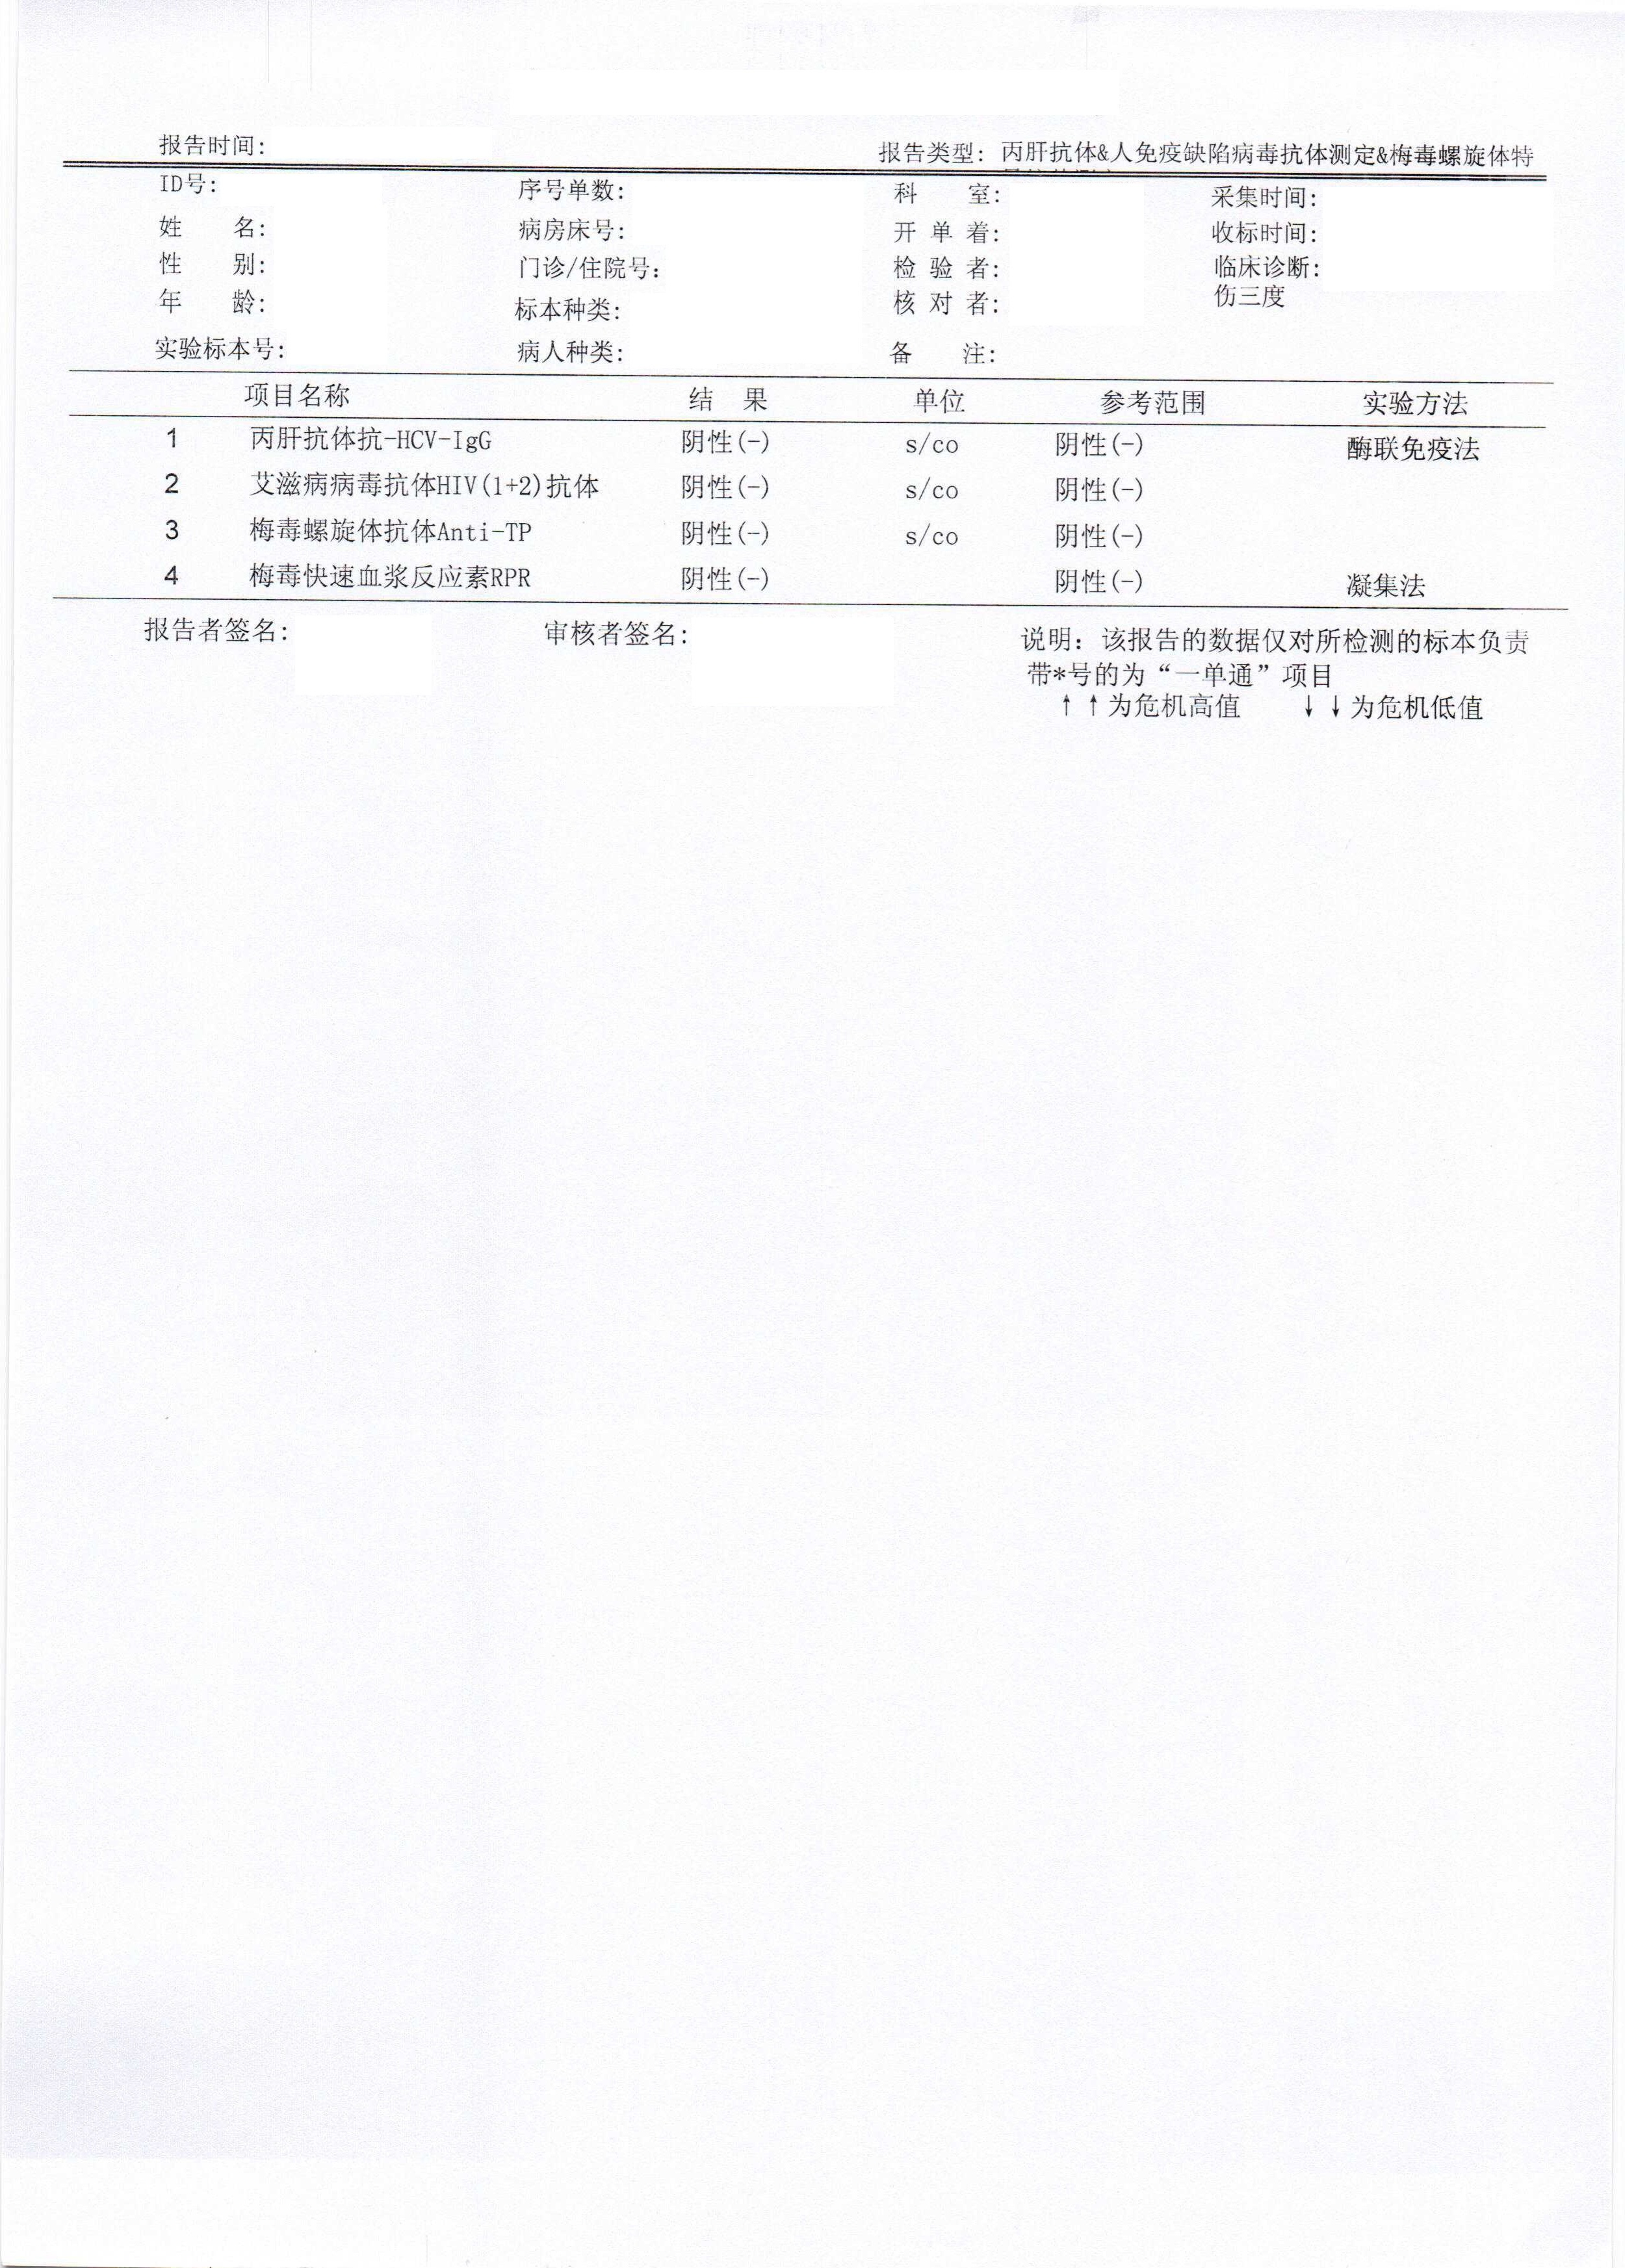 报告时间:
报告类型: 丙肝抗体&人免疫缺陷病毒抗体测定&梅毒螺旋体特
ID号: 序号单数: 科 室: 采集时间:
姓 名: 病房床号: 开 单 着: 收标时间:
性 别: 门诊/住院号: 检 验 者: 临床诊断:
年 龄: 标本种类: 核 对 者: 伤三度
实验标本号: 病人种类: 备 注:
项目名称 结 果 单位 参考范围 实验方法
1 丙肝抗体抗-HCV-IgG 阴性(-) s/co 阴性(-) 酶联免疫法
2 艾滋病病毒抗体HIV(1+2)抗体 阴性(-) s/co 阴性(-)
3 梅毒螺旋体抗体Anti-TP 阴性(-) s/co 阴性(-)
4 梅毒快速血浆反应素RPR 阴性(-) 阴性(-) 凝集法
报告者签名: 审核者签名: 说明: 该报告的数据仅对所检测的标本负责
带*号的为“一单通”项目
↑↑为危机高值 ↓↓为危机低值